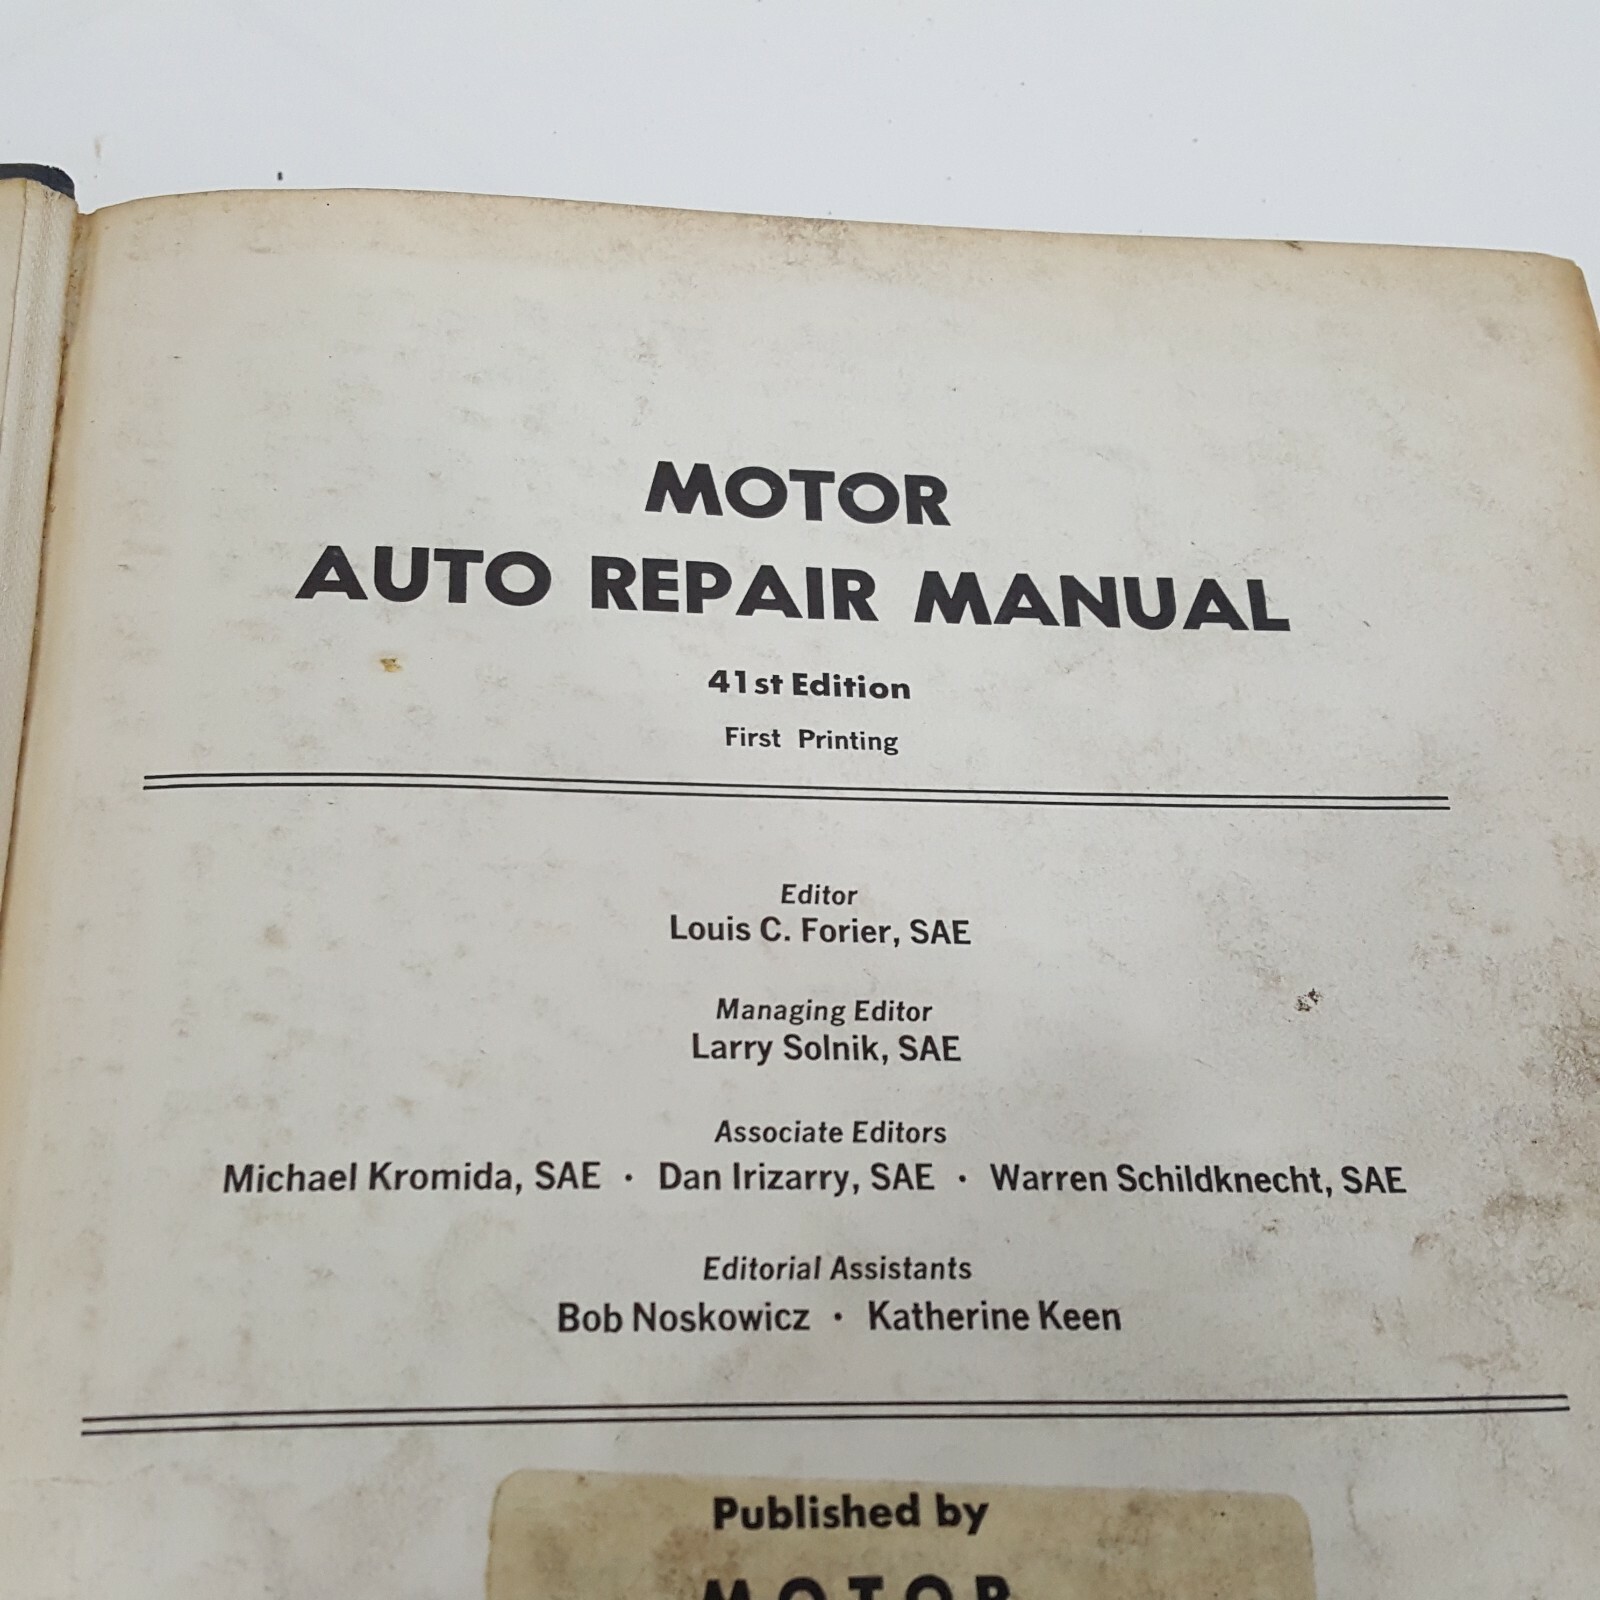 MOTOR
AUTO REPAIR MANUAL
41st Edition
First Printing
Editor
Louis C. Forier, SAE
Managing Editor
Larry Solnik, SAE
Associate Editors
Michael Kromida, SAE · Dan Irizarry, SAE · Warren Schildknecht, SAE
Editorial Assistants
Bob Noskowicz · Katherine Keen
Published by
MOTOR